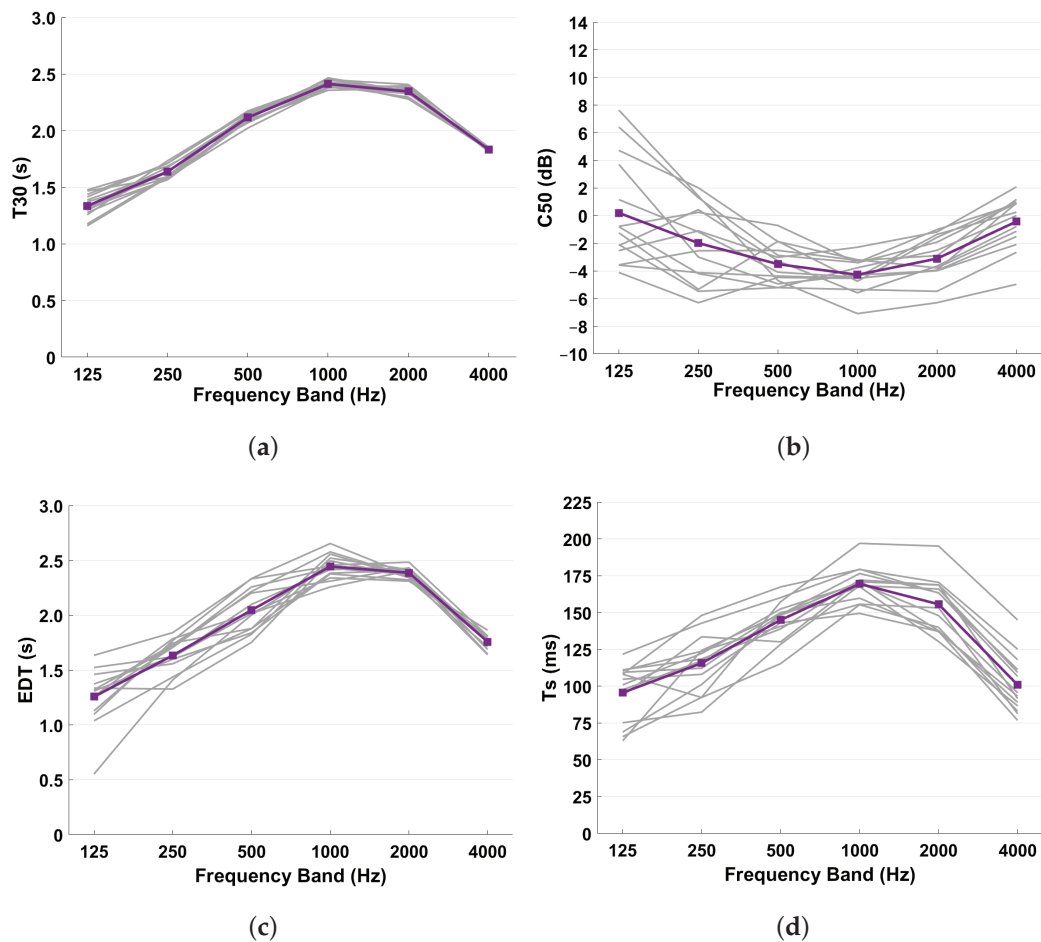 3.0
2.5
2.0
1.5
1.0
0.5
0
T30 (s)
125 250 500 1000 2000 4000
Frequency Band (Hz)
(a)
14
12
10
8
6
4
2
0
−2
−4
−6
−8
−10
C50 (dB)
125 250 500 1000 2000 4000
Frequency Band (Hz)
(b)
3.0
2.5
2.0
1.5
1.0
0.5
0
EDT (s)
125 250 500 1000 2000 4000
Frequency Band (Hz)
(c)
225
200
175
150
125
100
75
50
25
0
Ts (ms)
125 250 500 1000 2000 4000
Frequency Band (Hz)
(d)